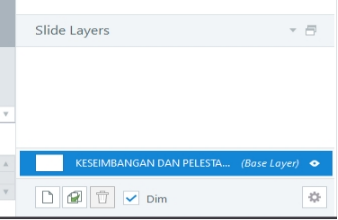 Slide Layers
KESEIMBANGAN DAN PELESTA... (Base Layer)
Dim